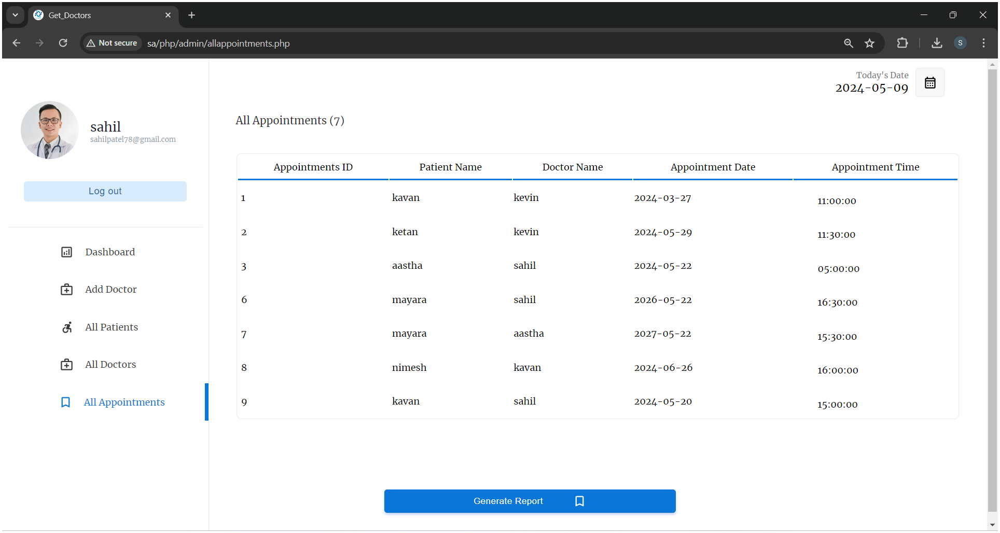 Get_Doctors
Not secure sa/php/admin/allappointments.php S
Today's Date
2024-05-09
sahil
sahilpatel78@gmail.com
Log out
Dashboard
Add Doctor
All Patients
All Doctors
All Appointments
All Appointments (7)
Appointments ID Patient Name Doctor Name Appointment Date Appointment Time
1 kavan kevin 2024-03-27 11:00:00
2 ketan kevin 2024-05-29 11:30:00
3 aastha sahil 2024-05-22 05:00:00
6 mayara sahil 2026-05-22 16:30:00
7 mayara aastha 2027-05-22 15:30:00
8 nimesh kavan 2024-06-26 16:00:00
9 kavan sahil 2024-05-20 15:00:00
Generate Report